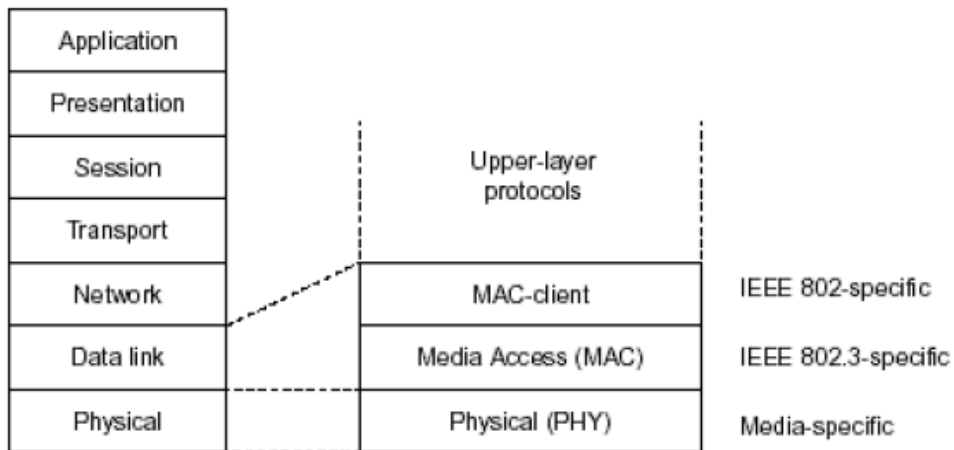 Application
Presentation
Session
Transport
Network
Data link
Physical
Upper-layer
protocols
MAC-client
Media Access (MAC)
Physical (PHY)
IEEE 802-specific
IEEE 802.3-specific
Media-specific